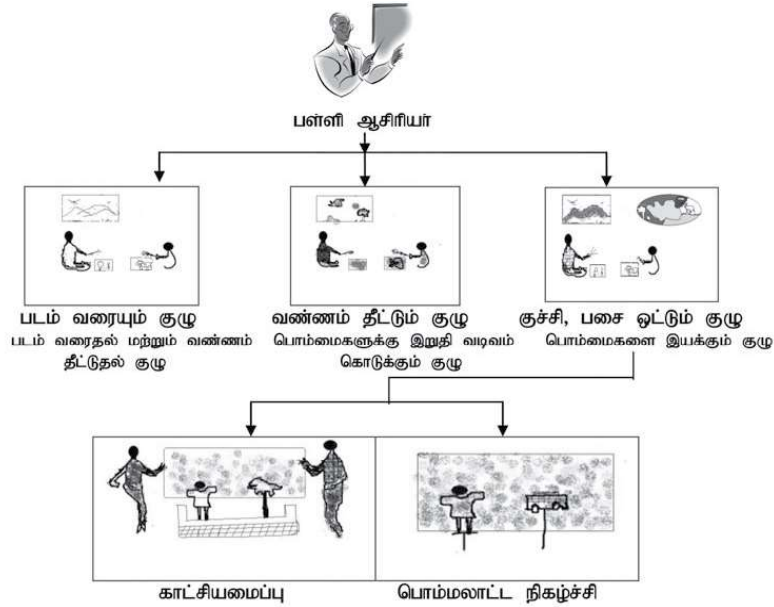 பள்ளி ஆசிரியர்
படம் வரையும் குழு
படம் வரைதல் மற்றும் வண்ணம்
தீட்டுதல் குழு
வண்ணம் தீட்டும் குழு
பொம்மைகளுக்கு இறுதி வடிவம்
கொடுக்கும் குழு
குச்சி, பசை ஒட்டும் குழு
பொம்மைகளை இயக்கும் குழு
காட்சியமைப்பு
பொம்மலாட்ட நிகழ்ச்சி